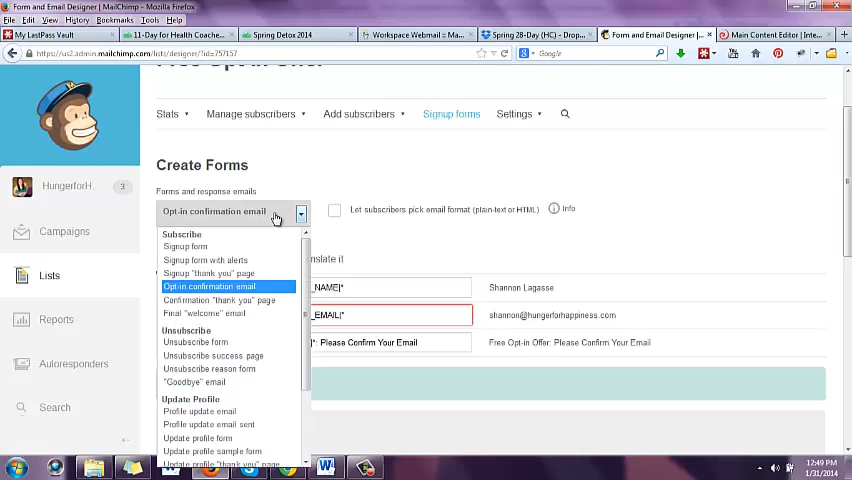 Form and Email Designer | MailChimp - Mozilla Firefox
File Edit View History Bookmarks Tools Help
My LastPass Vault
11-Day for Health Coache...
Spring Detox 2014
Workspace Webmail :: Ma...
Spring 28-Day (HC) - Drop...
Form and Email Designer | ...
Main Content Editor | Inte...
https://us2.admin.mailchimp.com/lists/designer/?id=757157
Google
Free Opt-in Offer
Stats
Manage subscribers
Add subscribers
Signup forms
Settings
HungerforH.
3
Campaigns
Lists
Reports
Autoresponders
Search
Create Forms
Forms and response emails
Opt-in confirmation email
Let subscribers pick email format (plain-text or HTML)
Info
Subscribe
Signup form
Signup form with alerts
Signup "thank you" page
Opt-in confirmation email
Confirmation "thank you" page
Final "welcome" email
Unsubscribe
Unsubscribe form
Unsubscribe success page
Unsubscribe reason form
"Goodbye" email
Update Profile
Profile update email
Profile update email sent
Update profile form
Update profile sample form
Update profile "thank you" page
nslate it
_NAME|*
Shannon Lagasse
_EMAIL|*
shannon@hungerforhappiness.com
]*: Please Confirm Your Email
Free Opt-in Offer: Please Confirm Your Email
12:49 PM
1/31/2014